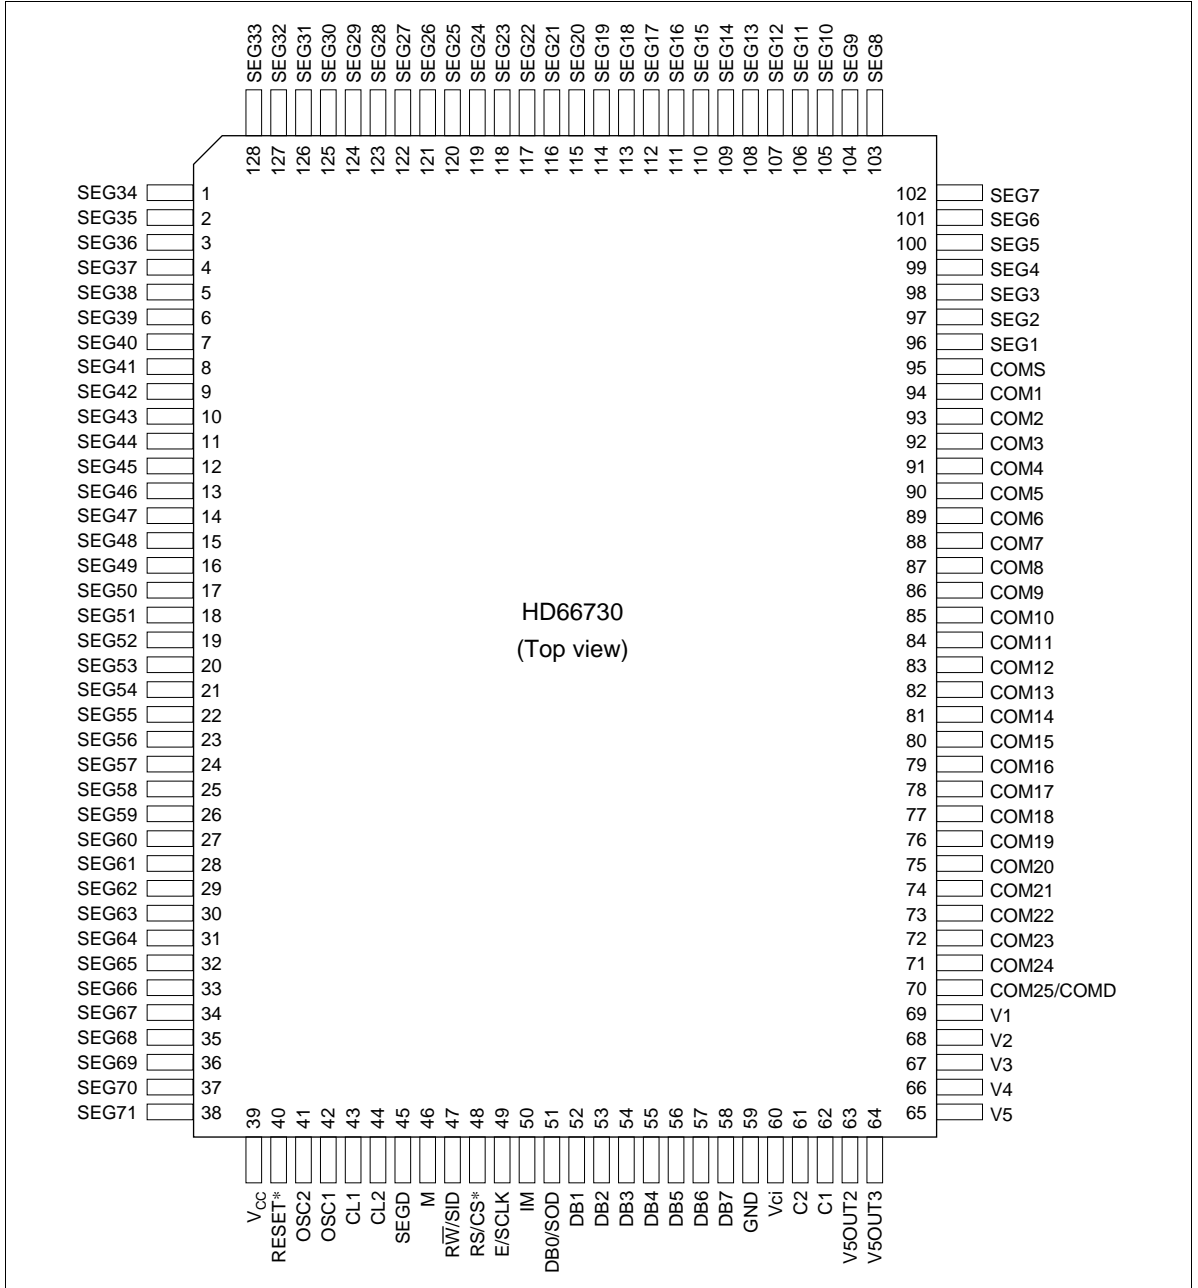 SEG33 SEG32 SEG31 SEG30 SEG29 SEG28 SEG27 SEG26 SEG25 SEG24 SEG23 SEG22 SEG21 SEG20 SEG19 SEG18 SEG17 SEG16 SEG15 SEG14 SEG13 SEG12 SEG11 SEG10 SEG9 SEG8
128 127 126 125 124 123 122 121 120 119 118 117 116 115 114 113 112 111 110 109 108 107 106 105 104 103
SEG34 1 102 SEG7
SEG35 2 101 SEG6
SEG36 3 100 SEG5
SEG37 4 99 SEG4
SEG38 5 98 SEG3
SEG39 6 97 SEG2
SEG40 7 96 SEG1
SEG41 8 95 COMS
SEG42 9 94 COM1
SEG43 10 93 COM2
SEG44 11 92 COM3
SEG45 12 91 COM4
SEG46 13 90 COM5
SEG47 14 89 COM6
SEG48 15 88 COM7
SEG49 16 87 COM8
SEG50 17 86 COM9
SEG51 18 HD66730 85 COM10
SEG52 19 (Top view) 84 COM11
SEG53 20 83 COM12
SEG54 21 82 COM13
SEG55 22 81 COM14
SEG56 23 80 COM15
SEG57 24 79 COM16
SEG58 25 78 COM17
SEG59 26 77 COM18
SEG60 27 76 COM19
SEG61 28 75 COM20
SEG62 29 74 COM21
SEG63 30 73 COM22
SEG64 31 72 COM23
SEG65 32 71 COM24
SEG66 33 70 COM25/COMD
SEG67 34 69 V1
SEG68 35 68 V2
SEG69 36 67 V3
SEG70 37 66 V4
SEG71 38 65 V5
39 40 41 42 43 44 45 46 47 48 49 50 51 52 53 54 55 56 57 58 59 60 61 62 63 64
VCC RESET* OSC2 OSC1 CL1 CL2 SEGD M RW̅/SID RS/CS* E/SCLK IM DB0/SOD DB1 DB2 DB3 DB4 DB5 DB6 DB7 GND Vci C2 C1 V5OUT2 V5OUT3